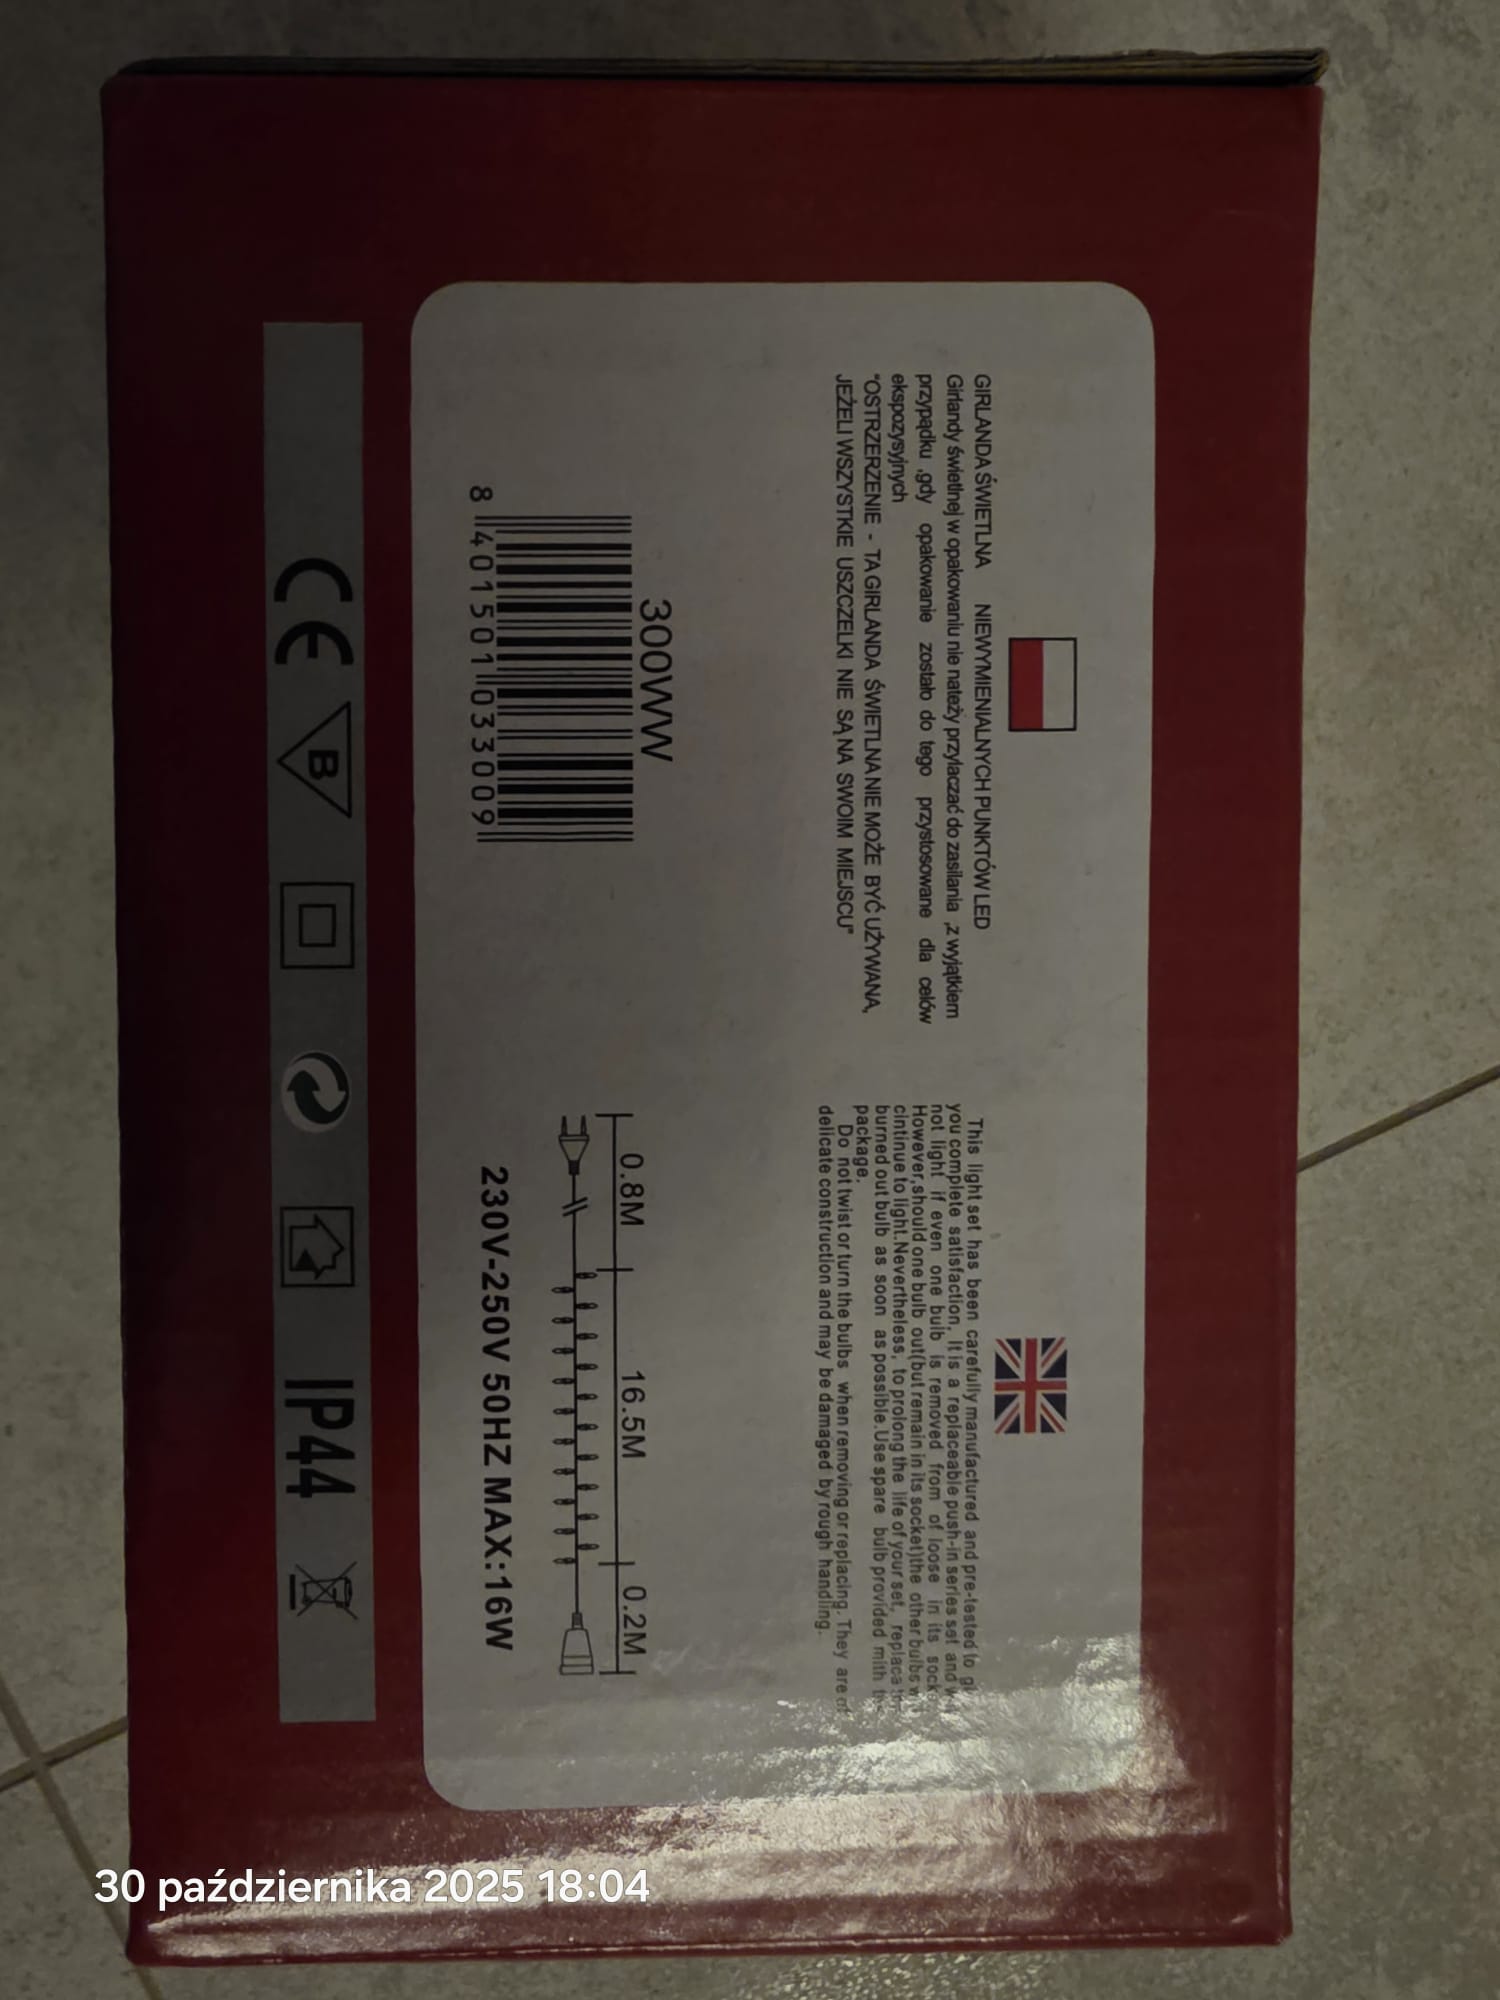 GIRLANDA ŚWIETLNA NIEWYMIENIALNYCH PUNKTÓW LED
Girlandy świetlnej w opakowaniu nie nateży przylaczać do zasilania ,z wyjątkiem
przypądku ,gdy opakowanie zostało do tego przystosowane dla celów
ekspozysyjnych
"OSTRZERZENIE - TA GIRLANDA ŚWIETLNA NIE MOŻE BYĆ UŻYWANA,
JEŻELI WSZYSTKIE USZCZELKI NIE SĄ NA SWOIM MIEJSCU"
This light set has been carefully manufactured and pre-tested to
you complete satisfaction, It is a replaceable push-in series set and
not light if even one bulb is removed from of loose in its
However,should one bulb out(but remain in its socket)the other bulbs
cintinue to light.Nevertheless, to prolong the life of your set, replaca
burned out bulb as soon as possible.Use spare bulb provided mith
package.
Do not twist or turn the bulbs when removing or replacing. They are of
delicate construction and may be damaged by rough handling.
300WW
8 401501 033009
0.8M 16.5M 0.2M
230V-250V 50HZ MAX:16W
CE B IP44
30 października 2025 18:04